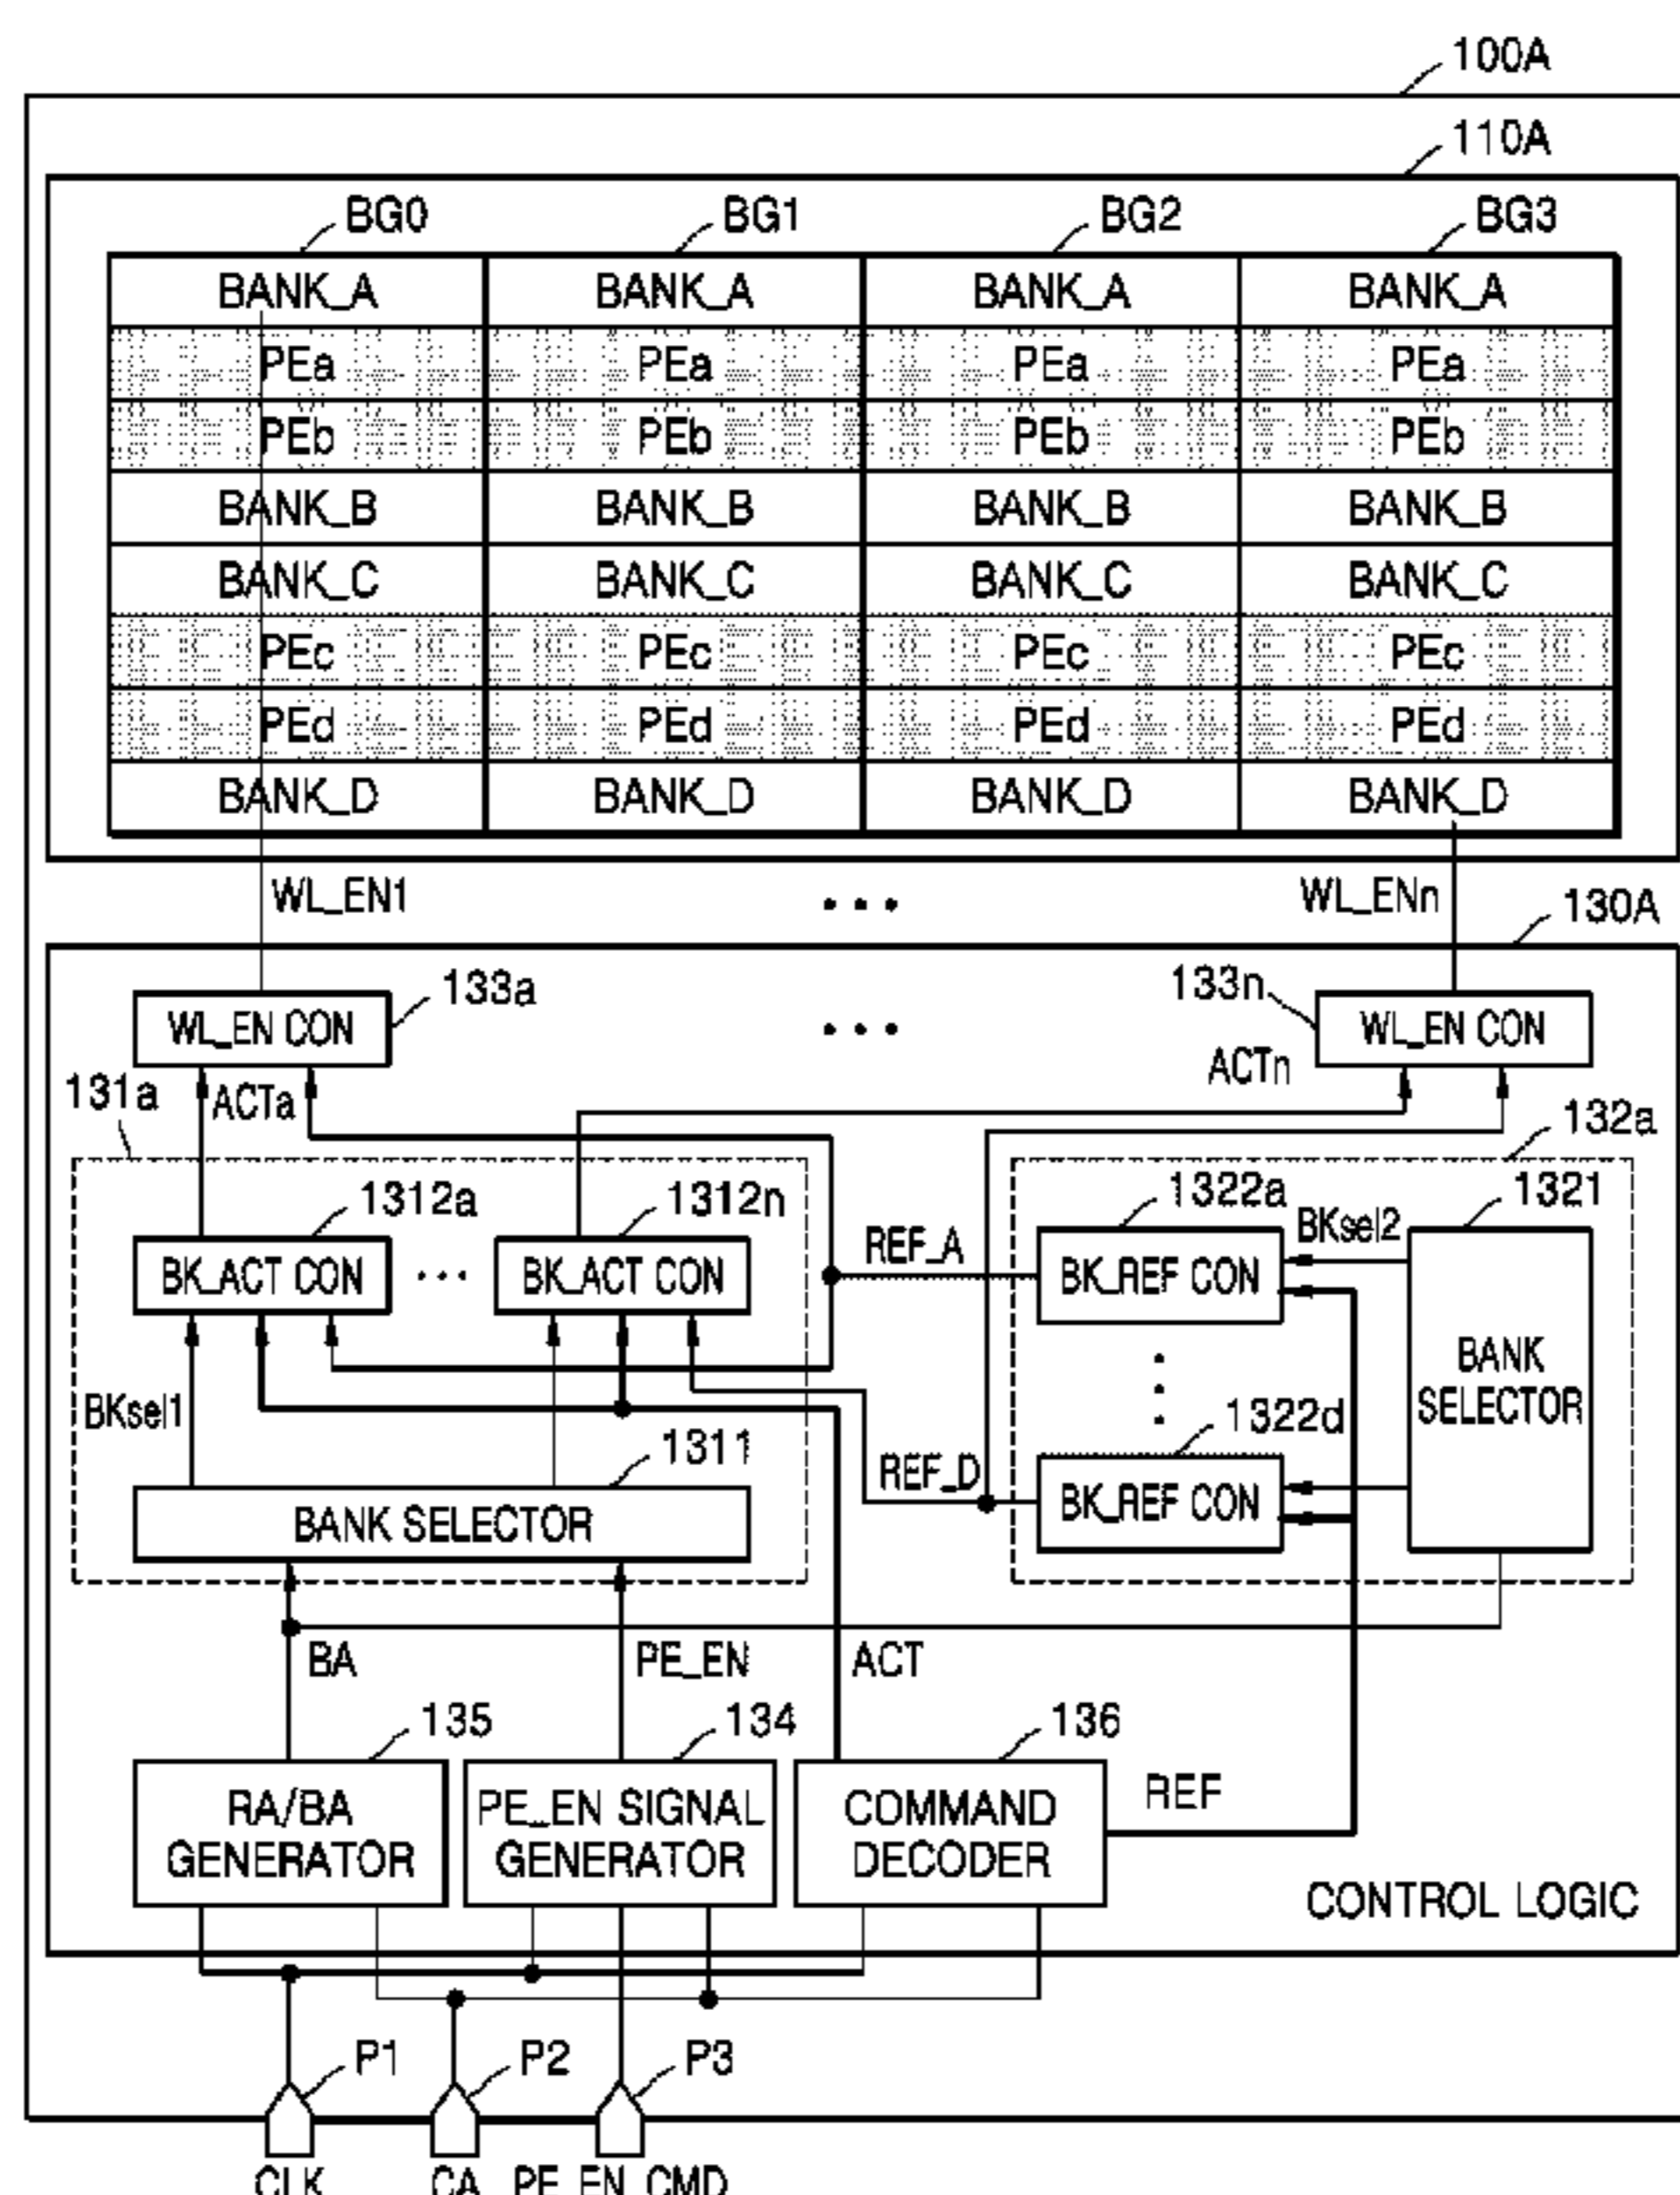 100A
110A
BG0 BG1 BG2 BG3
BANK_A BANK_A BANK_A BANK_A
PEa PEa PEa PEa
PEb PEb PEb PEb
BANK_B BANK_B BANK_B BANK_B
BANK_C BANK_C BANK_C BANK_C
PEc PEc PEc PEc
PEd PEd PEd PEd
BANK_D BANK_D BANK_D BANK_D
WL_EN1 ... WL_ENn 130A
133a 133n
WL_EN CON ... WL_EN CON
131a ACTa ACTn 132a
1312a 1312n 1322a 1321
BK_ACT CON ... BK_ACT CON REF_A BK_REF CON BKsel2
BANK
SELECTOR
BKsel1 1311 REF_D 1322d
BANK SELECTOR BK_REF CON
BA PE_EN ACT
135 134 136
RA/BA
GENERATOR
PE_EN SIGNAL
GENERATOR
COMMAND
DECODER
REF
CONTROL LOGIC
P1 P2 P3
CLK CA PE_EN_CMD